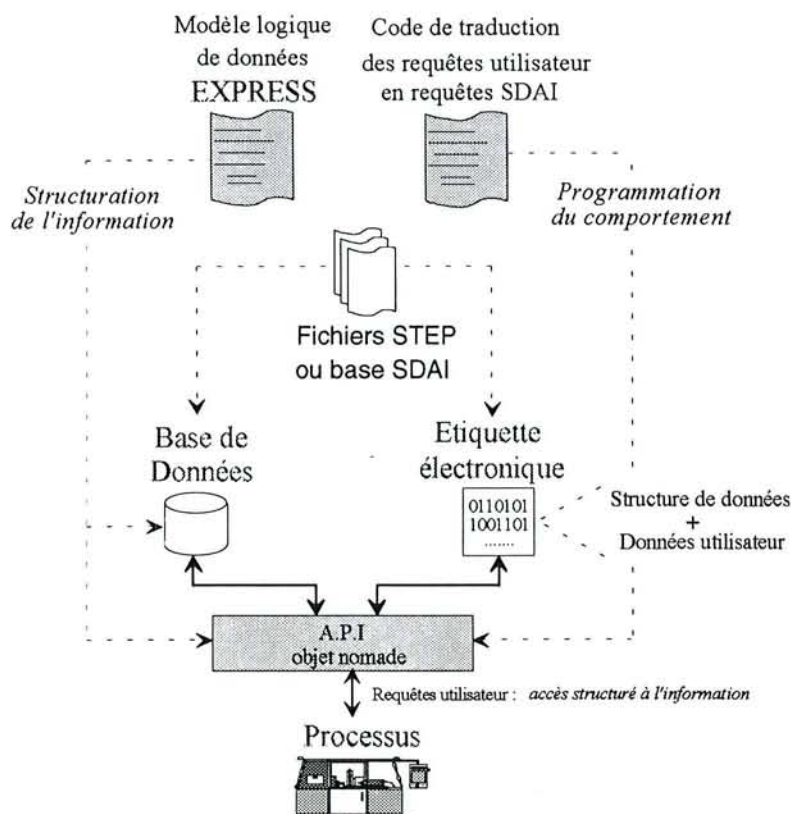 Modèle logique
de données
EXPRESS
Code de traduction
des requêtes utilisateur
en requêtes SDAI
Structuration
de l'information
Programmation
du comportement
Fichiers STEP
ou base SDAI
Base de
Données
Etiquette
électronique
0110101
1001101
.......
Structure de données
+
Données utilisateur
A.P.I
objet nomade
Requêtes utilisateur : accès structuré à l'information
Processus